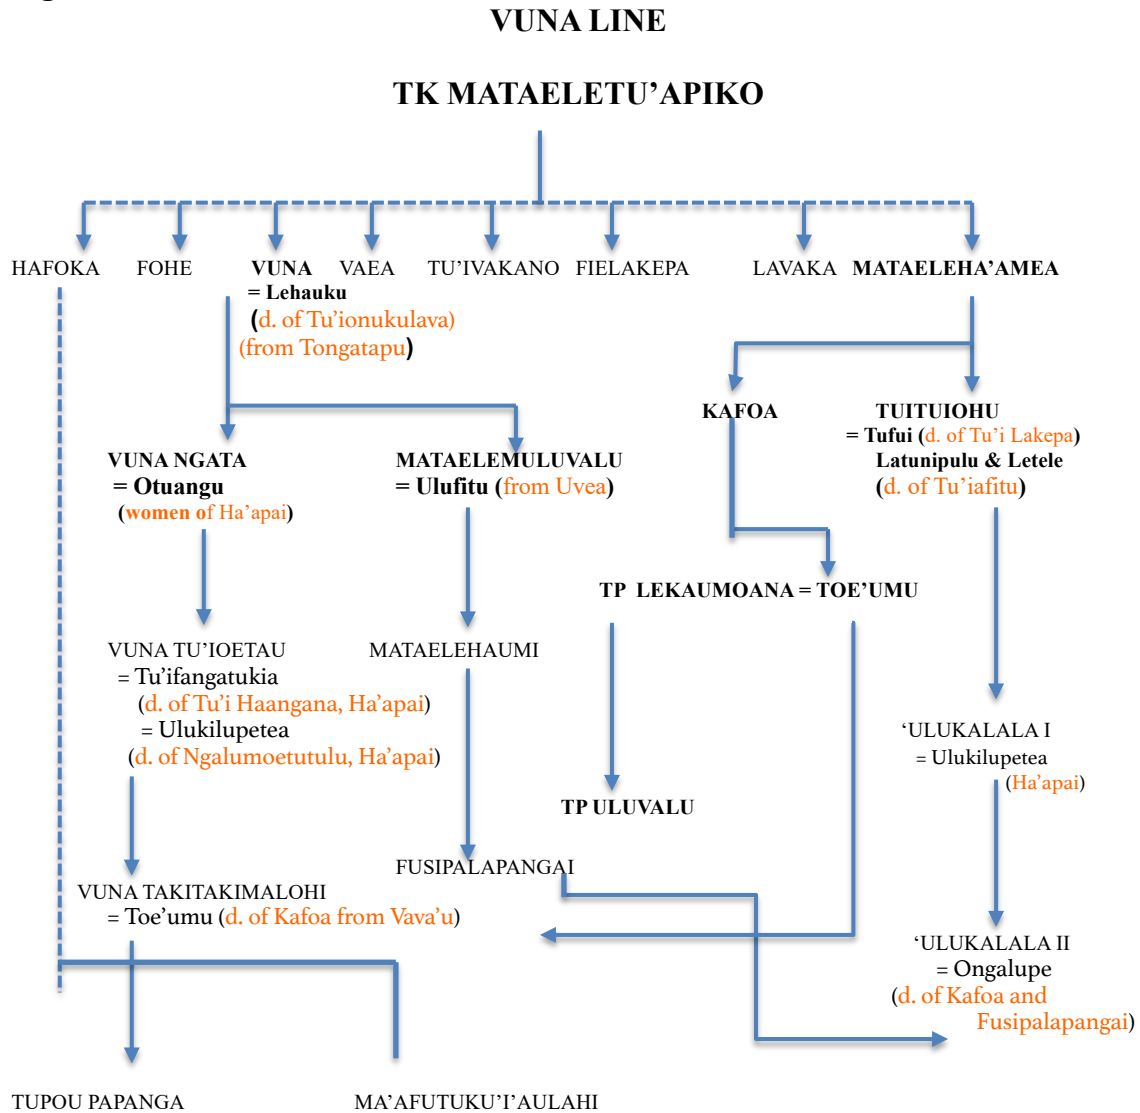 VUNA LINE
TK MATAELETU’APIKO
HAFOKA
FOHE
VUNA
= Lehauku
(d. of Tu’ionukulava)
(from Tongatapu)
VAEA
TU’IVAKANO
FIELAKEPA
LAVAKA
MATAELEHA’AMEA
KAFOA
TUITUIOHU
= Tufui (d. of Tu’i Lakepa)
Latunipulu & Letele
(d. of Tu’iafitu)
VUNA NGATA
= Otuangu
(women of Ha’apai)
MATAELEMULUVALU
= Ulufitu (from Uvea)
TP LEKAUMOANA = TOE’UMU
VUNA TU’IOETAU
= Tu’ifangatukia
(d. of Tu’i Haangana, Ha’apai)
= Ulukilupetea
(d. of Ngalumoetutulu, Ha’apai)
MATAELEHAUMI
‘ULUKALALA I
= Ulukilupetea
(Ha’apai)
TP ULUVALU
FUSIPALAPANGAI
VUNA TAKITAKIMALOHI
= Toe’umu (d. of Kafoa from Vava’u)
‘ULUKALALA II
= Ongalupe
(d. of Kafoa and
Fusipalapangai)
TUPOU PAPANGA
MA’AFUTUKU’I’AULAHI